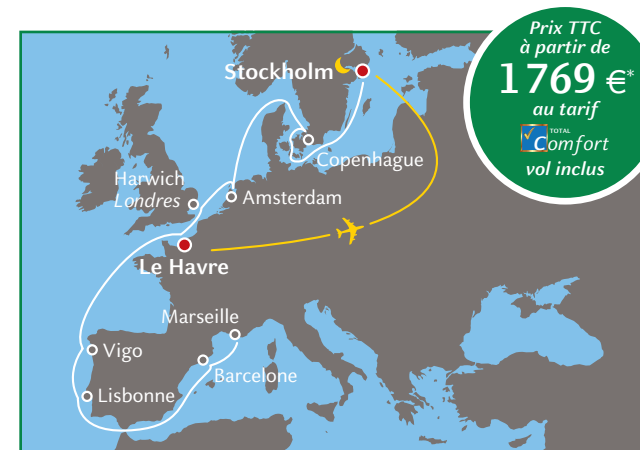 Prix TTC
à partir de
1769 €*
au tarif
TOTAL
Comfort
vol inclus
Stockholm
Copenhague
Harwich
Londres
Amsterdam
Le Havre
Marseille
Vigo
Barcelone
Lisbonne